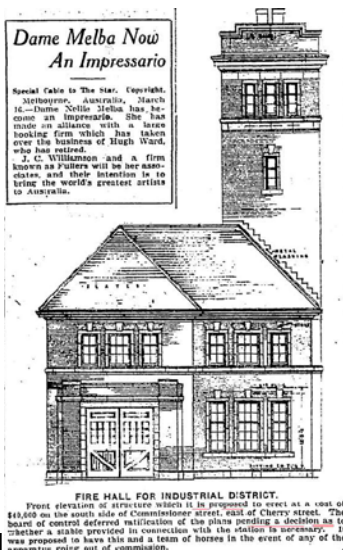 Dame Melba Now
An Impressario
Special Cable to The Star. Copyright.
Melbourne, Australia, March
16.—Dame Nellie Melba has be-
come an impresario. She has
made an alliance with a large
booking firm which has taken
over the business of Hugh Ward,
who has retired.
J. C. Williamson and a firm
known as Fullers will be her asso-
ciates, and their intention is to
bring the world's greatest artists
to Australia.
METAL
FLASHING
SLATES
FIRE HALL FOR INDUSTRIAL DISTRICT.
Front elevation of structure which it is proposed to erect at a cost of
$40,000 on the south side of Commissioner street, east of Cherry street. The
board of control deferred ratification of the plans pending a decision as to
whether a stable provided in connection with the station is necessary. It
was proposed to have this and a team of horses in the event of any of the
apparatus going out of commission.